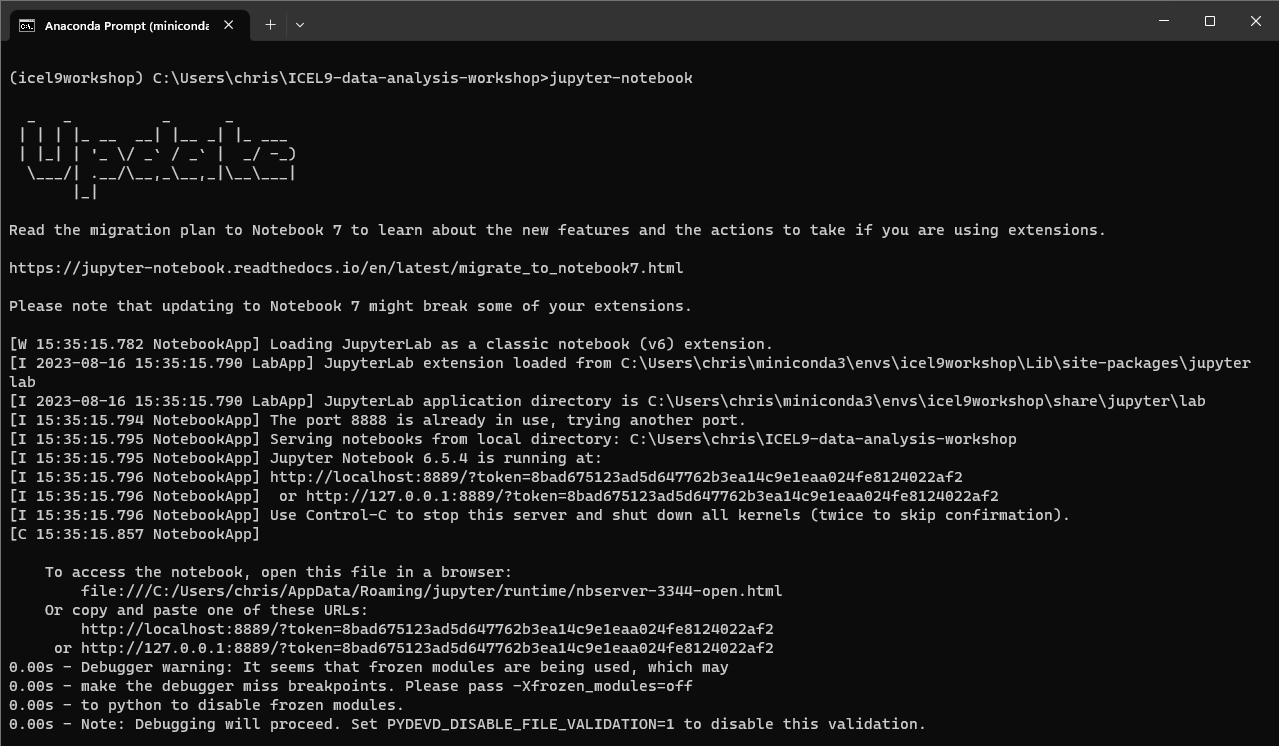 Anaconda Prompt (miniconda
(icel9workshop) C:\Users\chris\ICEL9-data-analysis-workshop>jupyter-notebook
  _   _          _      _
 | | | |_ __  __| |__ _| |_ ___
 | |_| | '_ \/ _` / _` |  _/ -_)
  \___/| .__/\__,_\__,_|\__\___|
       |_|
Read the migration plan to Notebook 7 to learn about the new features and the actions to take if you are using extensions.
https://jupyter-notebook.readthedocs.io/en/latest/migrate_to_notebook7.html
Please note that updating to Notebook 7 might break some of your extensions.
[W 15:35:15.782 NotebookApp] Loading JupyterLab as a classic notebook (v6) extension.
[I 2023-08-16 15:35:15.790 LabApp] JupyterLab extension loaded from C:\Users\chris\miniconda3\envs\icel9workshop\Lib\site-packages\jupyter
lab
[I 2023-08-16 15:35:15.790 LabApp] JupyterLab application directory is C:\Users\chris\miniconda3\envs\icel9workshop\share\jupyter\lab
[I 15:35:15.794 NotebookApp] The port 8888 is already in use, trying another port.
[I 15:35:15.795 NotebookApp] Serving notebooks from local directory: C:\Users\chris\ICEL9-data-analysis-workshop
[I 15:35:15.795 NotebookApp] Jupyter Notebook 6.5.4 is running at:
[I 15:35:15.796 NotebookApp] http://localhost:8889/?token=8bad675123ad5d647762b3ea14c9e1eaa024fe8124022af2
[I 15:35:15.796 NotebookApp]  or http://127.0.0.1:8889/?token=8bad675123ad5d647762b3ea14c9e1eaa024fe8124022af2
[I 15:35:15.796 NotebookApp] Use Control-C to stop this server and shut down all kernels (twice to skip confirmation).
[C 15:35:15.857 NotebookApp]
    To access the notebook, open this file in a browser:
        file:///C:/Users/chris/AppData/Roaming/jupyter/runtime/nbserver-3344-open.html
    Or copy and paste one of these URLs:
        http://localhost:8889/?token=8bad675123ad5d647762b3ea14c9e1eaa024fe8124022af2
     or http://127.0.0.1:8889/?token=8bad675123ad5d647762b3ea14c9e1eaa024fe8124022af2
0.00s - Debugger warning: It seems that frozen modules are being used, which may
0.00s - make the debugger miss breakpoints. Please pass -Xfrozen_modules=off
0.00s - to python to disable frozen modules.
0.00s - Note: Debugging will proceed. Set PYDEVD_DISABLE_FILE_VALIDATION=1 to disable this validation.